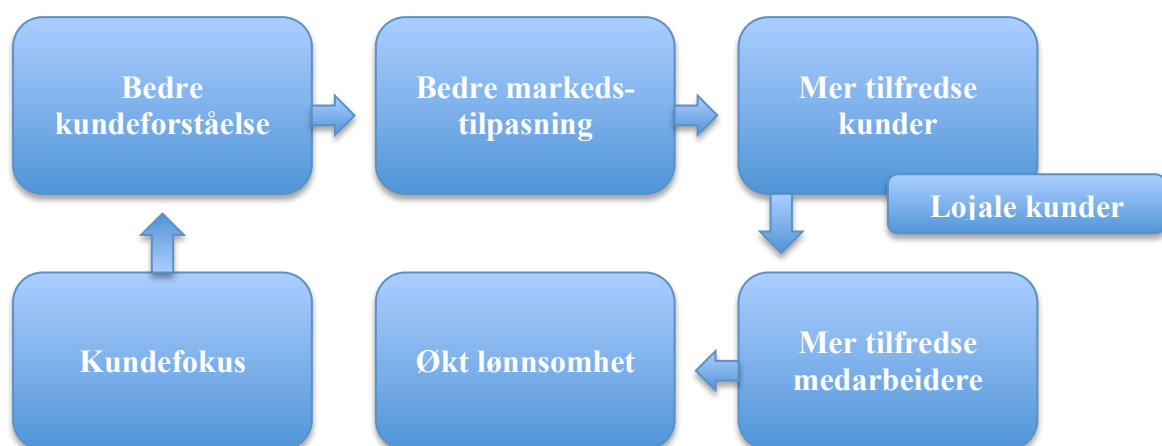 Bedre
kundeforståelse
Bedre markeds-
tilpasning
Mer tilfredse
kunder
Lojale kunder
Kundefokus
Økt lønnsomhet
Mer tilfredse
medarbeidere